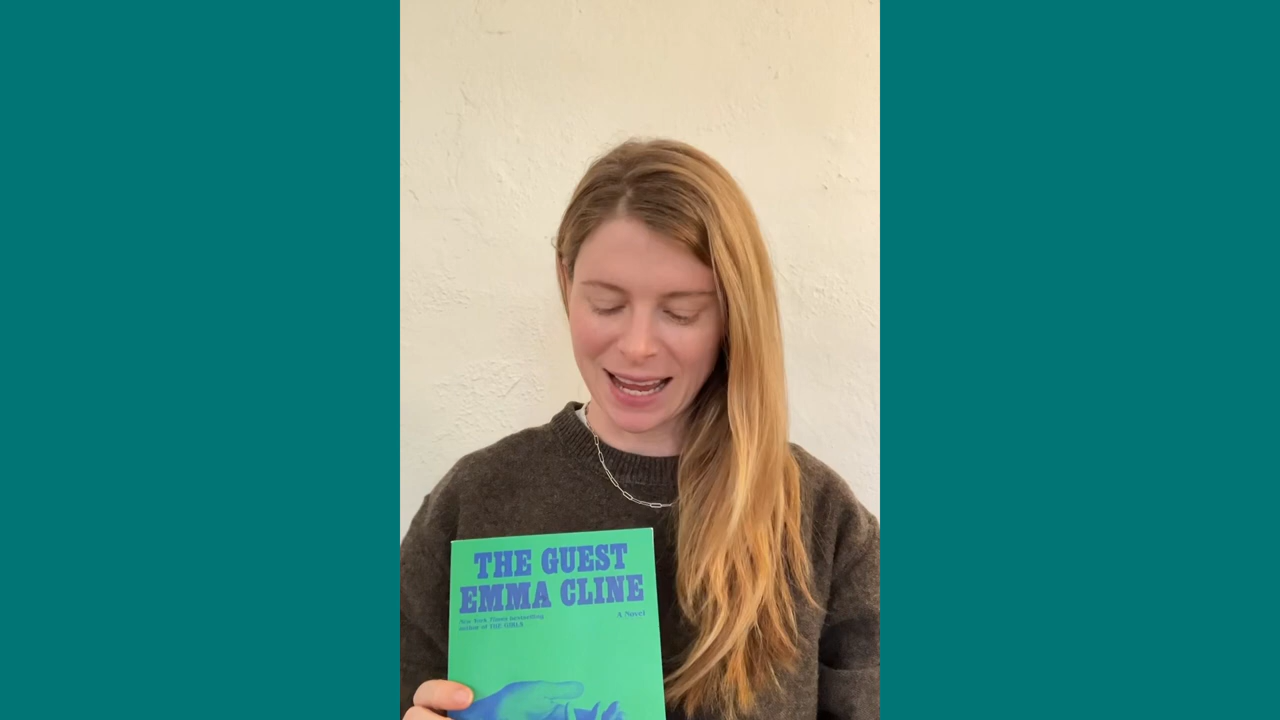 THE GUEST
EMMA CLINE
A Novel
New York Times bestselling
author of THE GIRLS